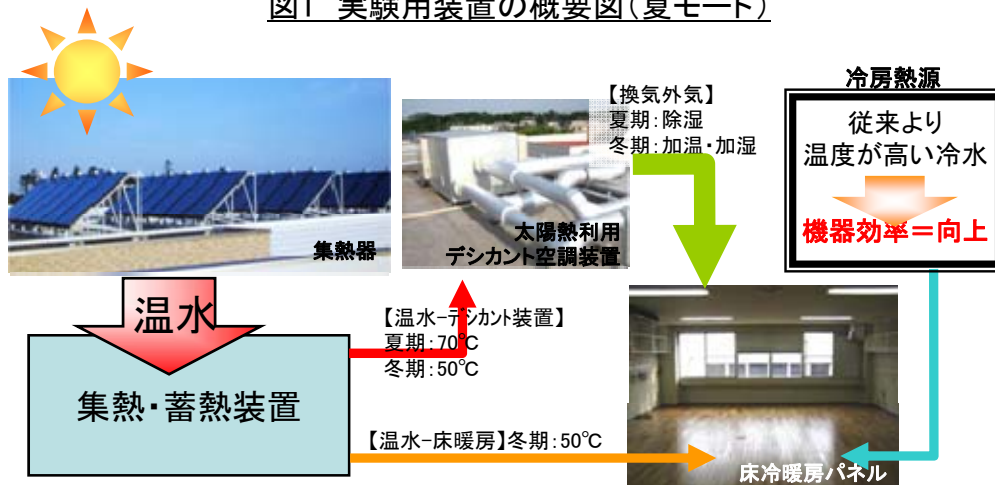 図1 実験用装置の概要図(夏モード)
冷房熱源
従来より
温度が高い冷水
機器効率=向上
【換気外気】
夏期:除湿
冬期:加温・加湿
集熱器
太陽熱利用
デシカント空調装置
温水
【温水-デシカント装置】
夏期:70℃
冬期:50℃
集熱・蓄熱装置
【温水-床暖房】冬期:50℃
床冷暖房パネル